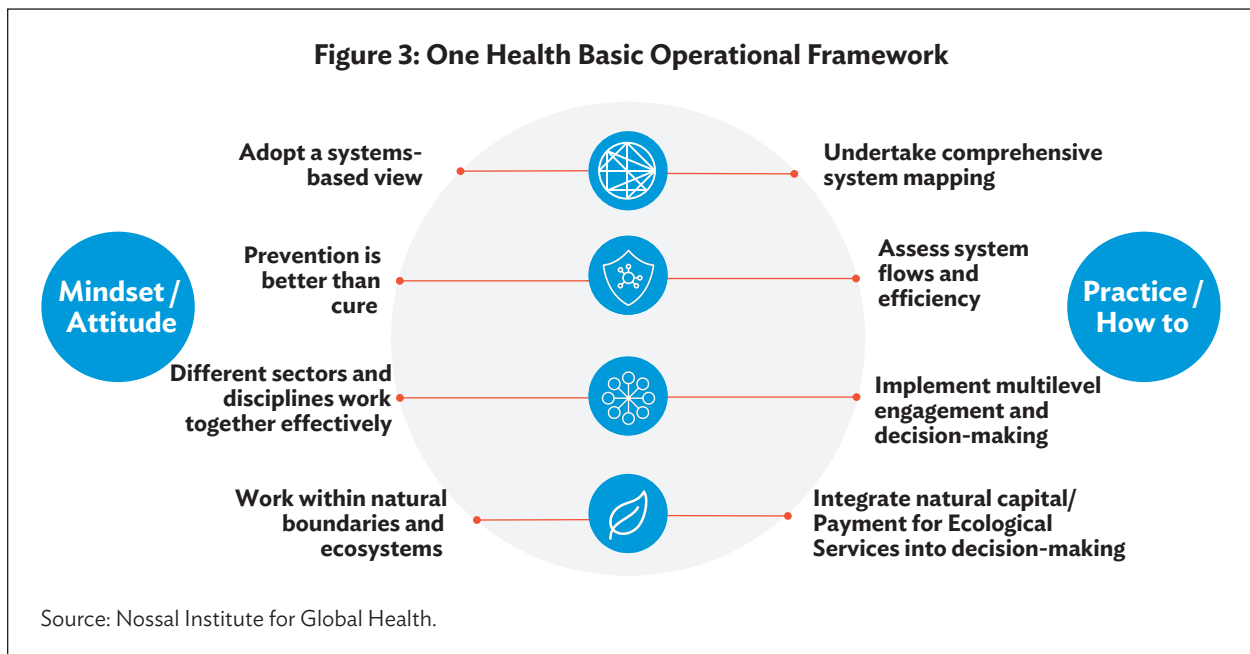 Figure 3: One Health Basic Operational Framework
Adopt a systems-
based view
Undertake comprehensive
system mapping
Prevention is
better than
cure
Assess system
flows and
efficiency
Mindset /
Attitude
Practice /
How to
Different sectors and
disciplines work
together effectively
Implement multilevel
engagement and
decision-making
Work within natural
boundaries and
ecosystems
Integrate natural capital/
Payment for Ecological
Services into decision-making
Source: Nossal Institute for Global Health.